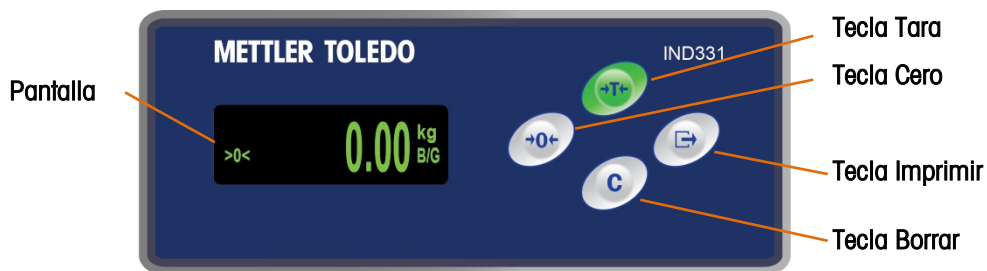 Tecla Tara
METTLER TOLEDO
IND331
Tecla Cero
Pantalla
→T←
>0<
0.00 kg
B/G
→0←
Tecla Imprimir
C
Tecla Borrar